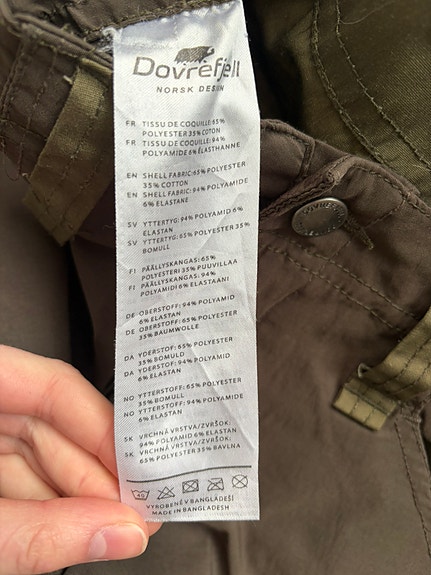 Dovrefjell
NORSK DESIGN
FR TISSU DE COQUILLE: 65%
POLYESTER 35% COTON
FR TISSU DE COQUILLE: 94%
POLYAMIDE 6% ÉLASTHANNE
EN SHELL FABRIC: 65% POLYESTER
35% COTTON
EN SHELL FABRIC: 94% POLYAMIDE
6% ELASTANE
SV YTTERTYG: 94% POLYAMID 6%
ELASTAN
SV YTTERTYG: 65% POLYESTER 35%
BOMULL
FI PÄÄLLYSKANGAS: 65%
POLYESTERI 35% PUUVILLAA
FI PÄÄLLYSKANGAS: 94%
POLYAMIDI 6% ELASTAANI
DE OBERSTOFF: 94% POLYAMID
6% ELASTAN
DE OBERSTOFF: 65% POLYESTER
35% BAUMWOLLE
DA YDERSTOF: 65% POLYESTER
35% BOMULD
DA YDERSTOF: 94% POLYAMID
6% ELASTAN
NO YTTERSTOFF: 65% POLYESTER
35% BOMULL
NO YTTERSTOFF: 94% POLYAMID
6% ELASTAN
SK VRCHNÁ VRSTVA/ZVRŠOK:
94% POLYAMID 6% ELASTAN
SK VRCHNÁ VRSTVA/ZVRŠOK:
65% POLYESTER 35% BAVLNA
40
VYROBENÉ V BANGLADÉŠI
MADE IN BANGLADESH